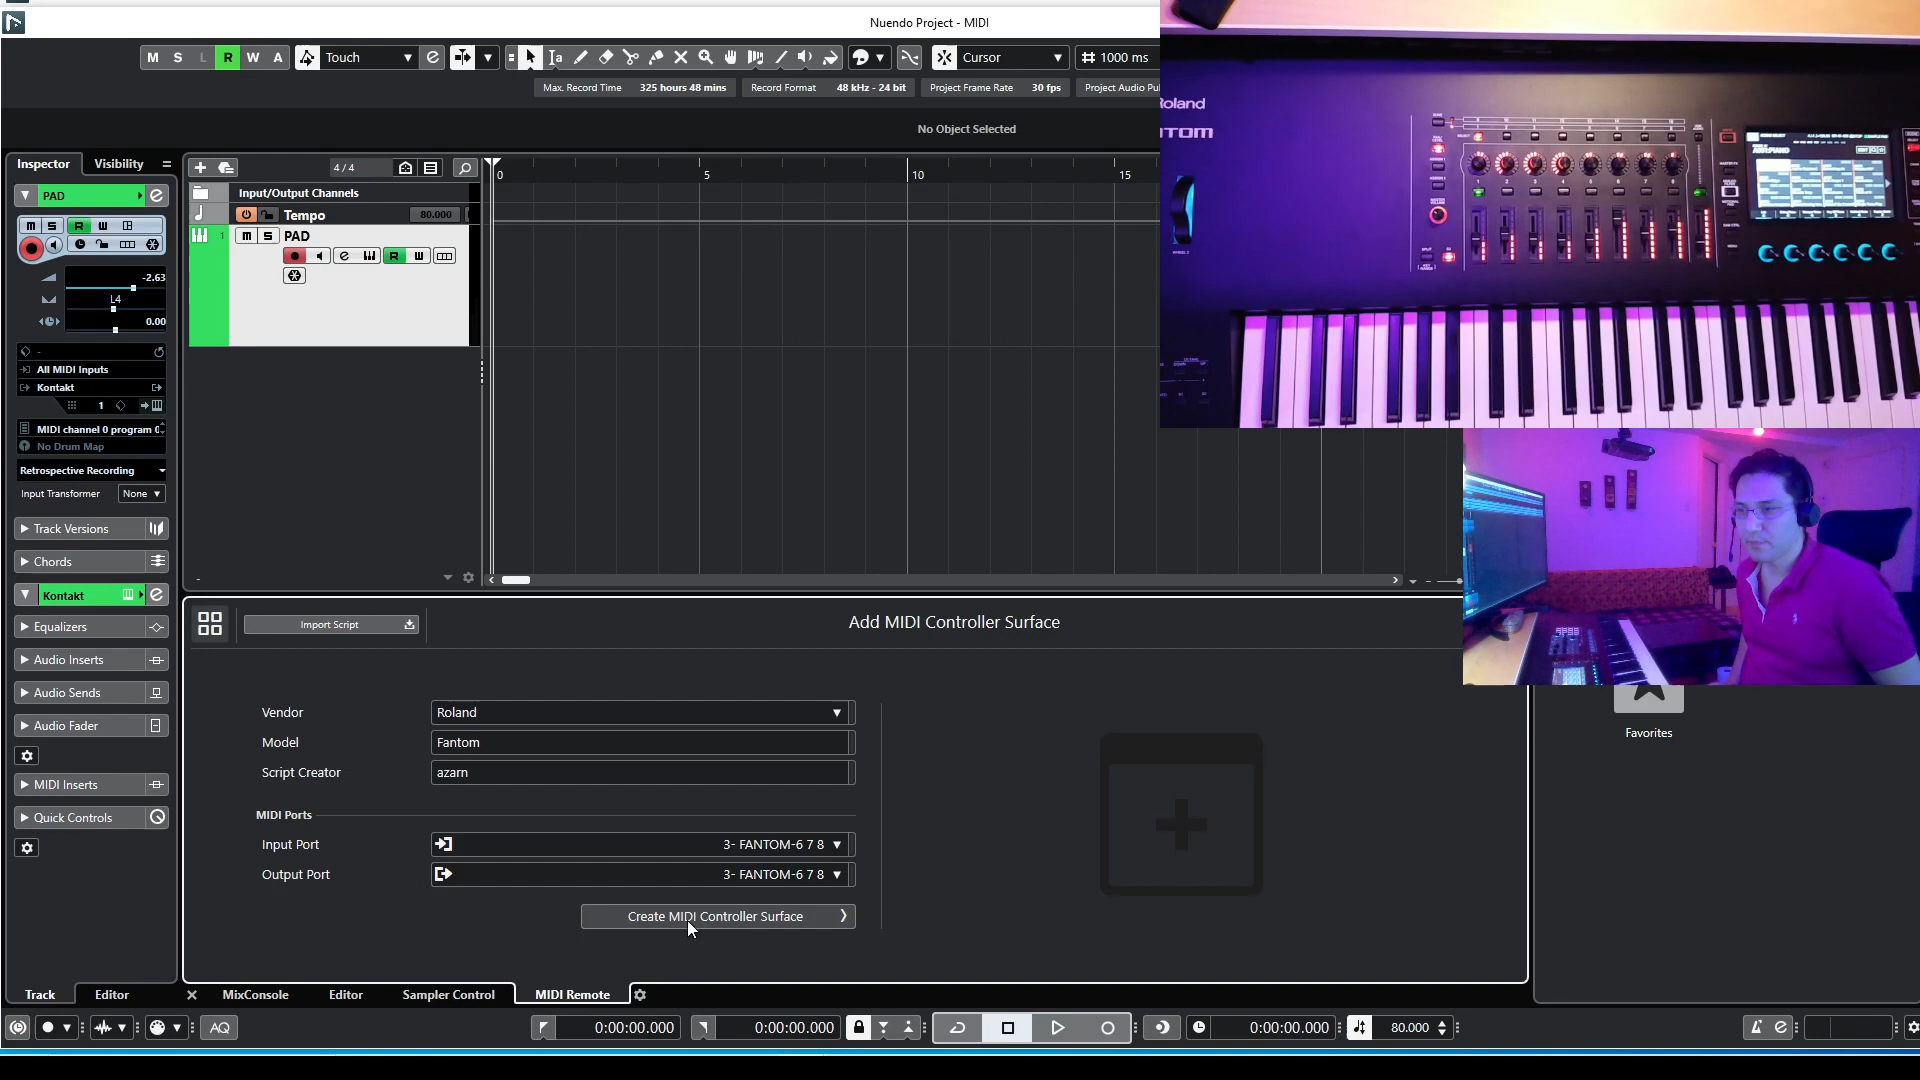 Nuendo Project - MIDI
M S L R W A Touch Cursor 1000 ms
Max. Record Time 325 hours 48 mins Record Format 48 kHz - 24 bit Project Frame Rate 30 fps Project Audio Pul
No Object Selected
Inspector Visibility
4 / 4
0 5 10 15
PAD
Input/Output Channels
Tempo 80.000
1 M S PAD
M S R W
R W
-2.63
L4
0.00
-
All MIDI Inputs
Kontakt
1
MIDI channel 0 program 0
No Drum Map
Retrospective Recording
Input Transformer None
Track Versions
Chords
Kontakt
Equalizers
Audio Inserts
Audio Sends
Audio Fader
MIDI Inserts
Quick Controls
Import Script
Add MIDI Controller Surface
Vendor Roland
Model Fantom
Script Creator azarn
MIDI Ports
Input Port 3- FANTOM-6 7 8
Output Port 3- FANTOM-6 7 8
Create MIDI Controller Surface
Favorites
Track Editor
MixConsole Editor Sampler Control MIDI Remote
AQ 0:00:00.000 0:00:00.000 0:00:00.000 80.000
Roland